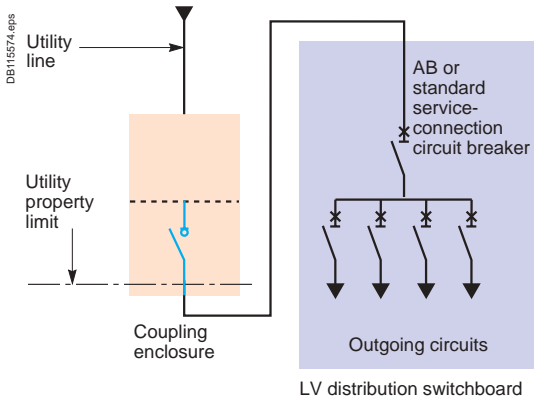 DB115574.eps
Utility
line
AB or
standard
service-
connection
circuit breaker
Utility
property
limit
Coupling
enclosure
Outgoing circuits
LV distribution switchboard